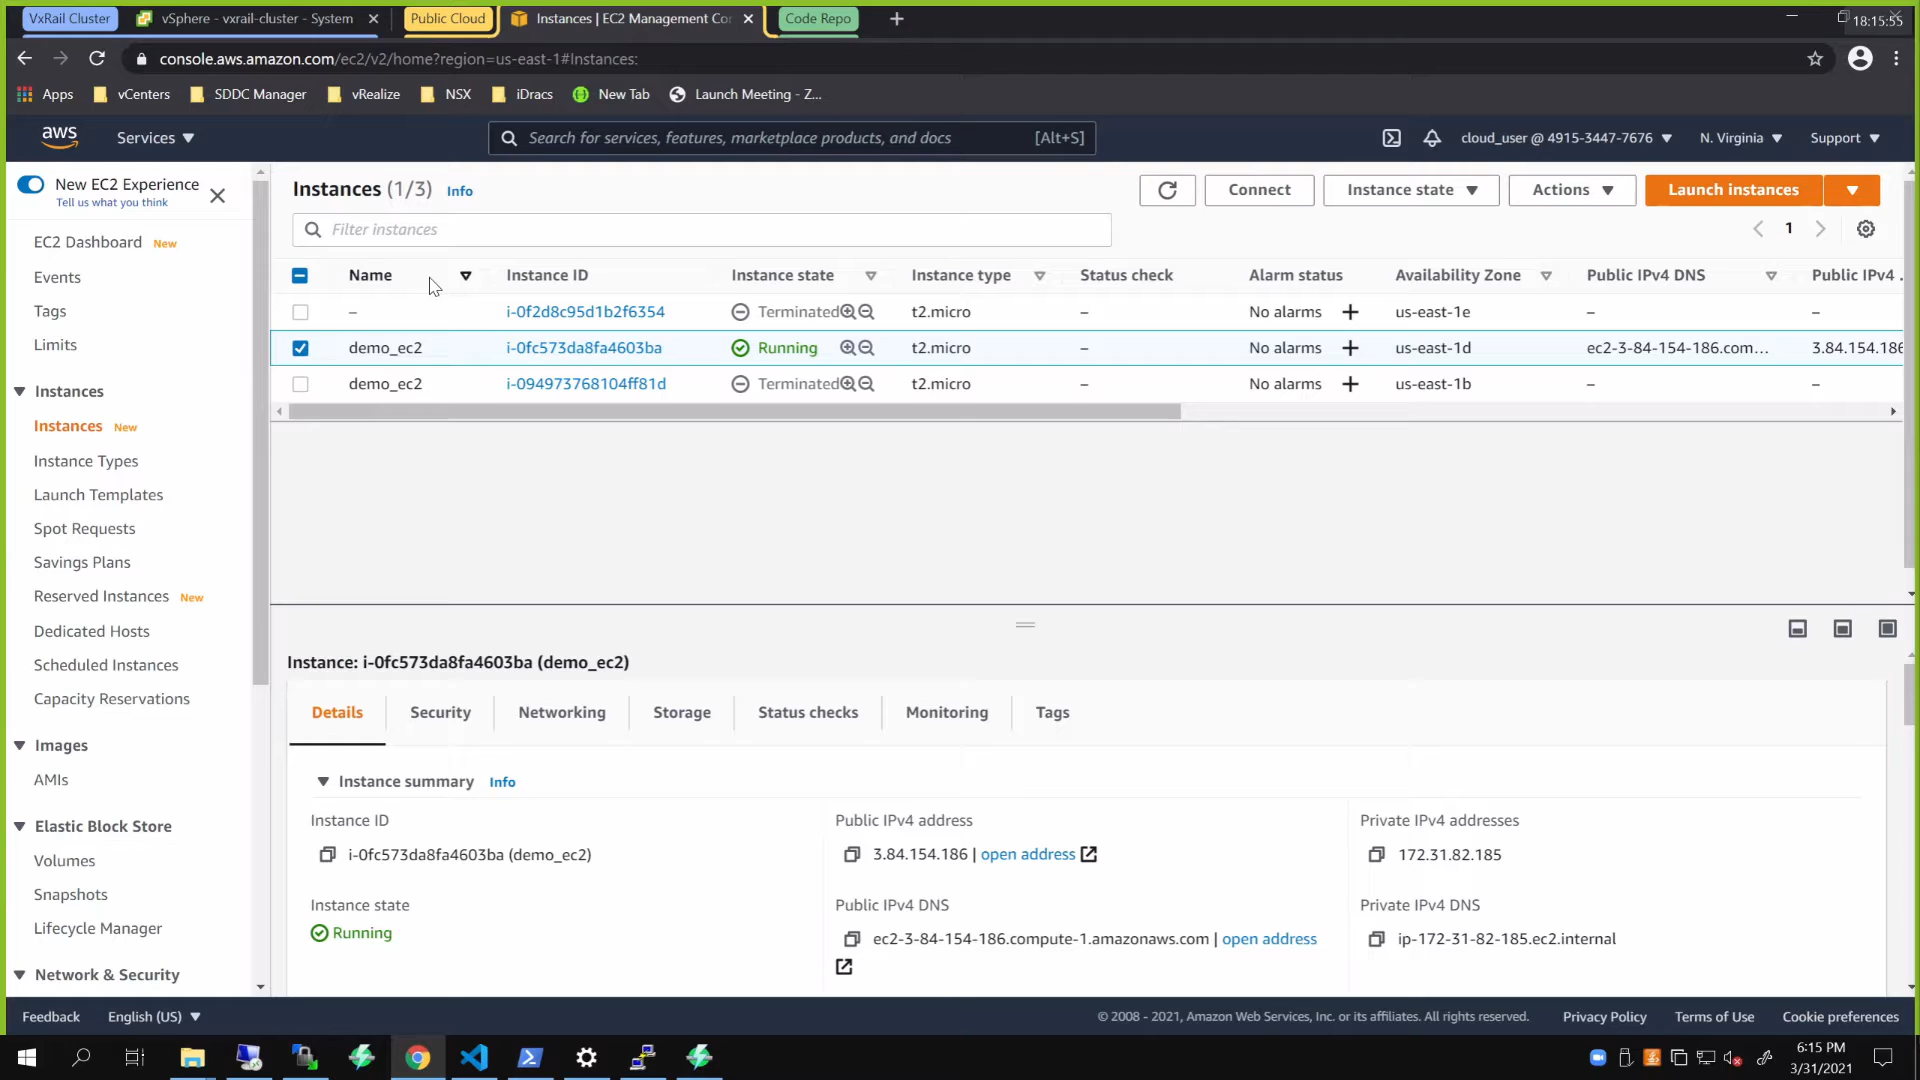 VxRail Cluster
vSphere - vxrail-cluster - System
Public Cloud
Instances | EC2 Management Con
Code Repo
18:15:55
console.aws.amazon.com/ec2/v2/home?region=us-east-1#Instances:
Apps
vCenters
SDDC Manager
vRealize
NSX
iDracs
New Tab
Launch Meeting - Z...
aws
Services
Search for services, features, marketplace products, and docs
[Alt+S]
cloud_user @ 4915-3447-7676
N. Virginia
Support
New EC2 Experience
Tell us what you think
EC2 Dashboard New
Events
Tags
Limits
Instances
Instances New
Instance Types
Launch Templates
Spot Requests
Savings Plans
Reserved Instances New
Dedicated Hosts
Scheduled Instances
Capacity Reservations
Images
AMIs
Elastic Block Store
Volumes
Snapshots
Lifecycle Manager
Network & Security
Instances (1/3) Info
Connect
Instance state
Actions
Launch instances
Filter instances
1
Name Instance ID Instance state Instance type Status check Alarm status Availability Zone Public IPv4 DNS Public IPv4 .
– i-0f2d8c95d1b2f6354 Terminated t2.micro – No alarms + us-east-1e – –
demo_ec2 i-0fc573da8fa4603ba Running t2.micro – No alarms + us-east-1d ec2-3-84-154-186.com... 3.84.154.186
demo_ec2 i-094973768104ff81d Terminated t2.micro – No alarms + us-east-1b – –
Instance: i-0fc573da8fa4603ba (demo_ec2)
Details
Security
Networking
Storage
Status checks
Monitoring
Tags
Instance summary Info
Instance ID
i-0fc573da8fa4603ba (demo_ec2)
Public IPv4 address
3.84.154.186 | open address
Private IPv4 addresses
172.31.82.185
Instance state
Running
Public IPv4 DNS
ec2-3-84-154-186.compute-1.amazonaws.com | open address
Private IPv4 DNS
ip-172-31-82-185.ec2.internal
Feedback
English (US)
© 2008 - 2021, Amazon Web Services, Inc. or its affiliates. All rights reserved.
Privacy Policy
Terms of Use
Cookie preferences
6:15 PM
3/31/2021